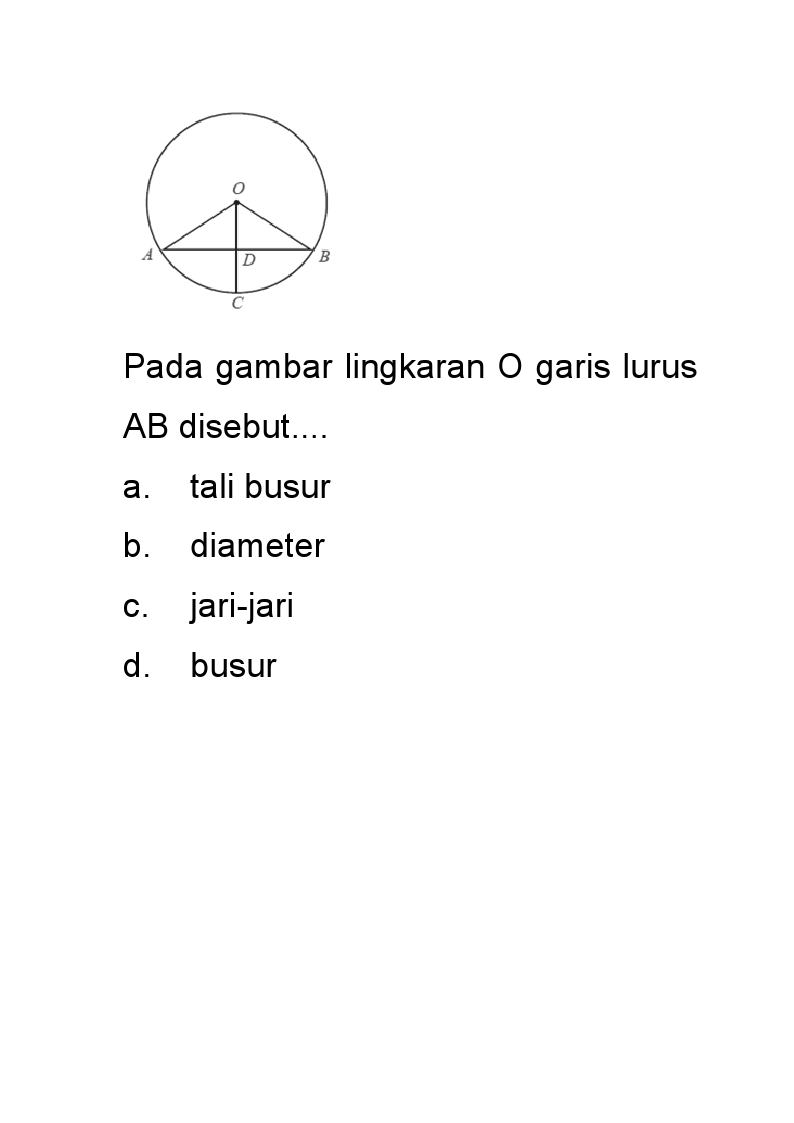 O
A
D
B
C
Pada gambar lingkaran O garis lurus
AB disebut....
a. tali busur
b. diameter
c. jari-jari
d. busur